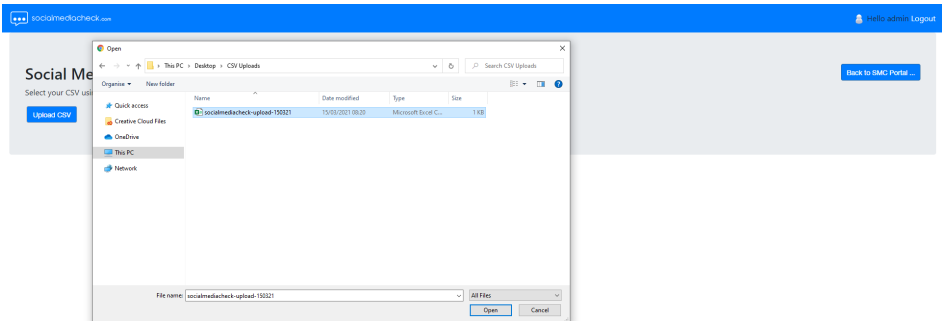 socialmediacheck.com
Hello admin Logout
Social Me
Select your CSV usi
Upload CSV
Back to SMC Portal ...
Open
This PC › Desktop › CSV Uploads
Search CSV Uploads
Organise
New folder
Name Date modified Type Size
Quick access
Creative Cloud Files
OneDrive
This PC
Network
socialmediacheck-upload-150321 15/03/2021 08:20 Microsoft Excel C... 1 KB
File name: socialmediacheck-upload-150321
All Files
Open
Cancel